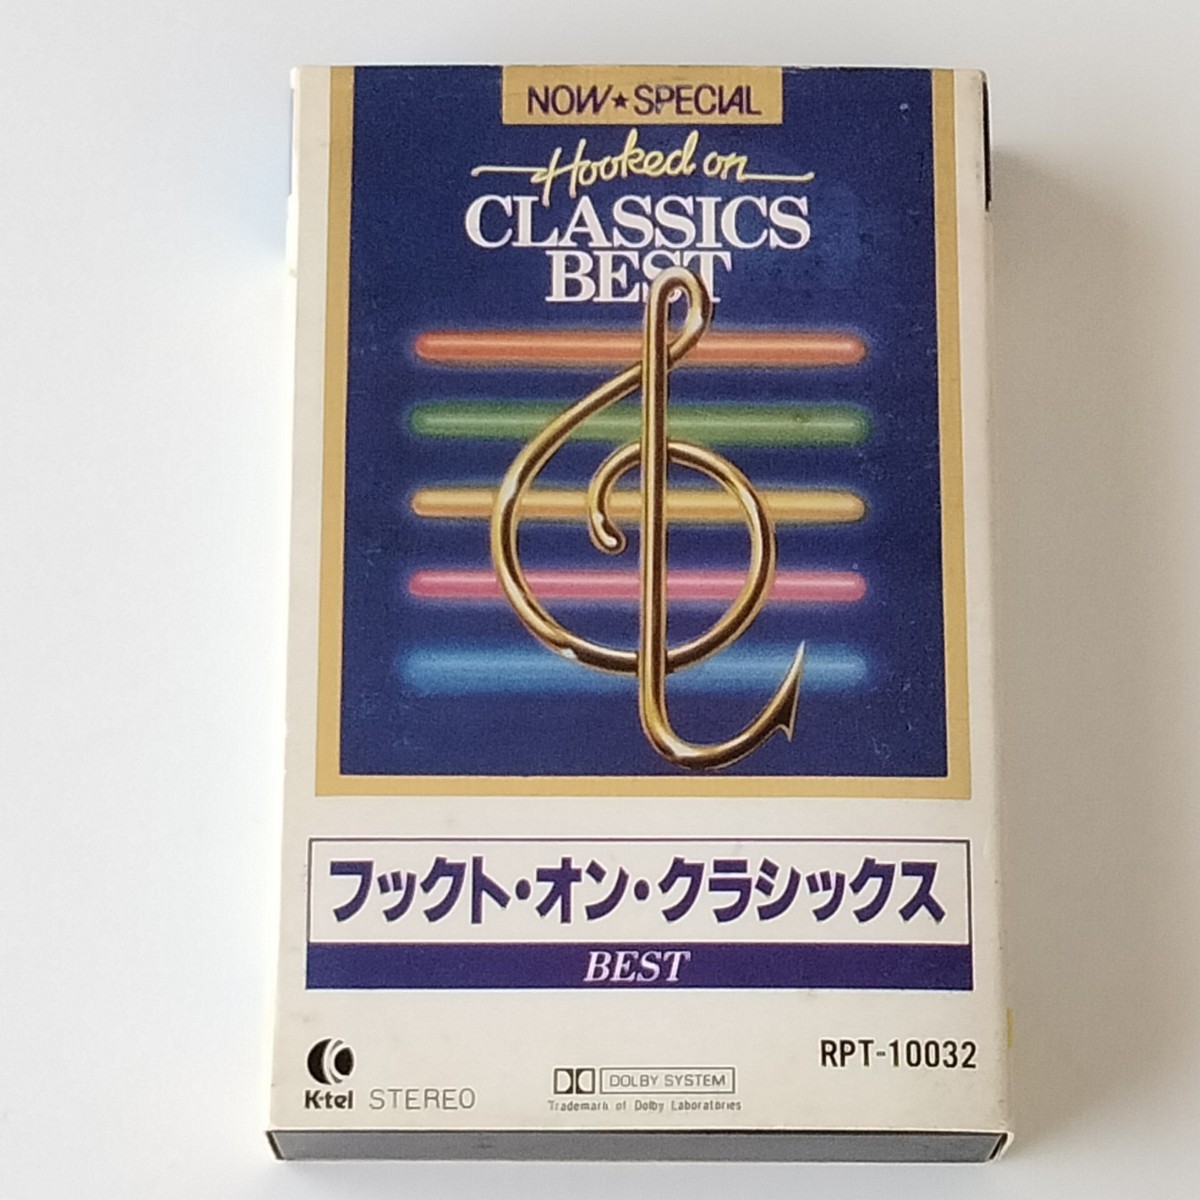 NOW★SPECIAL
Hooked on
CLASSICS
BEST
フックト・オン・クラシックス
BEST
RPT-10032
K-tel STEREO
DOLBY SYSTEM
Trademark of Dolby Laboratories